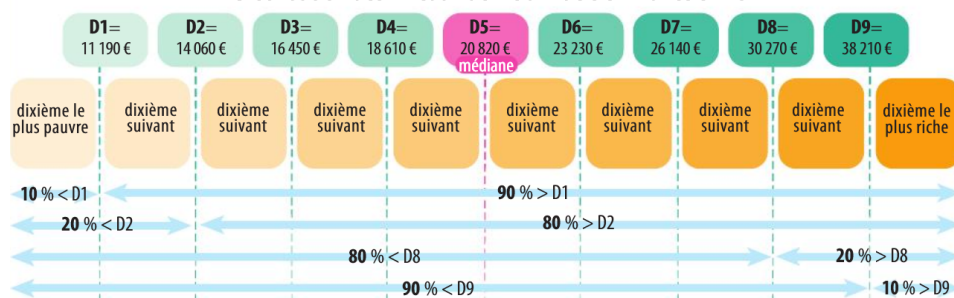 D1=
11 190 €
D2=
14 060 €
D3=
16 450 €
D4=
18 610 €
D5=
20 820 €
médiane
D6=
23 230 €
D7=
26 140 €
D8=
30 270 €
D9=
38 210 €
dixième le
plus pauvre
dixième
suivant
dixième
suivant
dixième
suivant
dixième
suivant
dixième
suivant
dixième
suivant
dixième
suivant
dixième
suivant
dixième le
plus riche
10 % < D1
90 % > D1
20 % < D2
80 % > D2
80 % < D8
20 % > D8
90 % < D9
10 % > D9